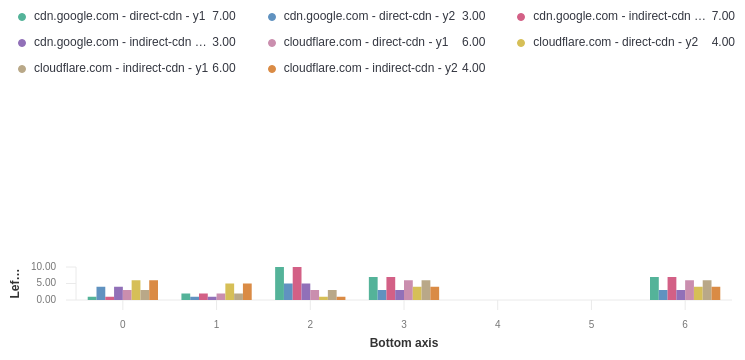 cdn.google.com - direct-cdn - y1 7.00
cdn.google.com - direct-cdn - y2 3.00
cdn.google.com - indirect-cdn … 7.00
cdn.google.com - indirect-cdn … 3.00
cloudflare.com - direct-cdn - y1 6.00
cloudflare.com - direct-cdn - y2 4.00
cloudflare.com - indirect-cdn - y1 6.00
cloudflare.com - indirect-cdn - y2 4.00
Lef…
10.00
5.00
0.00
0 1 2 3 4 5 6
Bottom axis